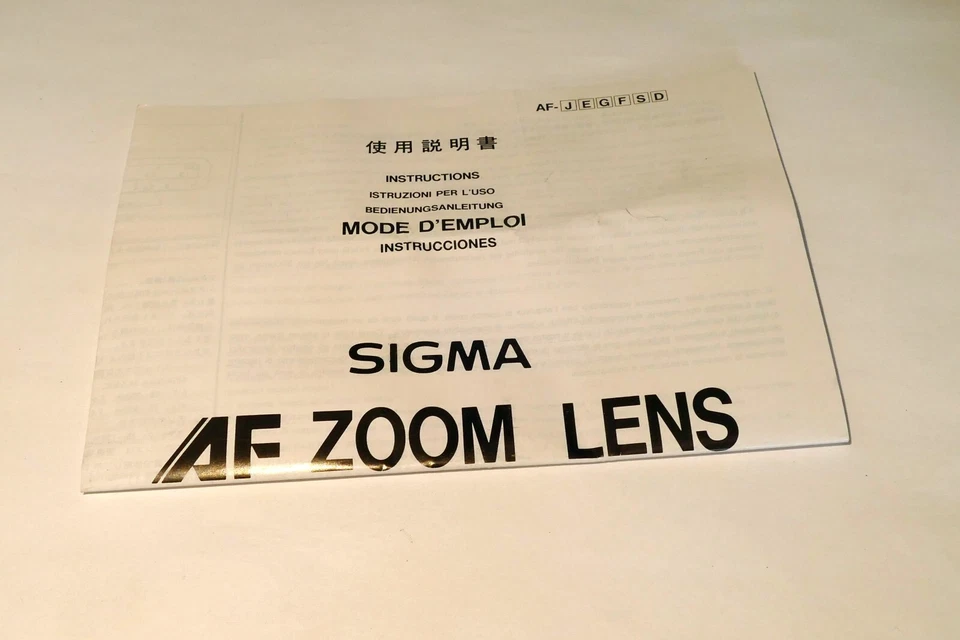 AF-JEGFSD
使用説明書
INSTRUCTIONS
ISTRUZIONI PER L'USO
BEDIENUNGSANLEITUNG
MODE D'EMPLOI
INSTRUCCIONES
SIGMA
AF ZOOM LENS